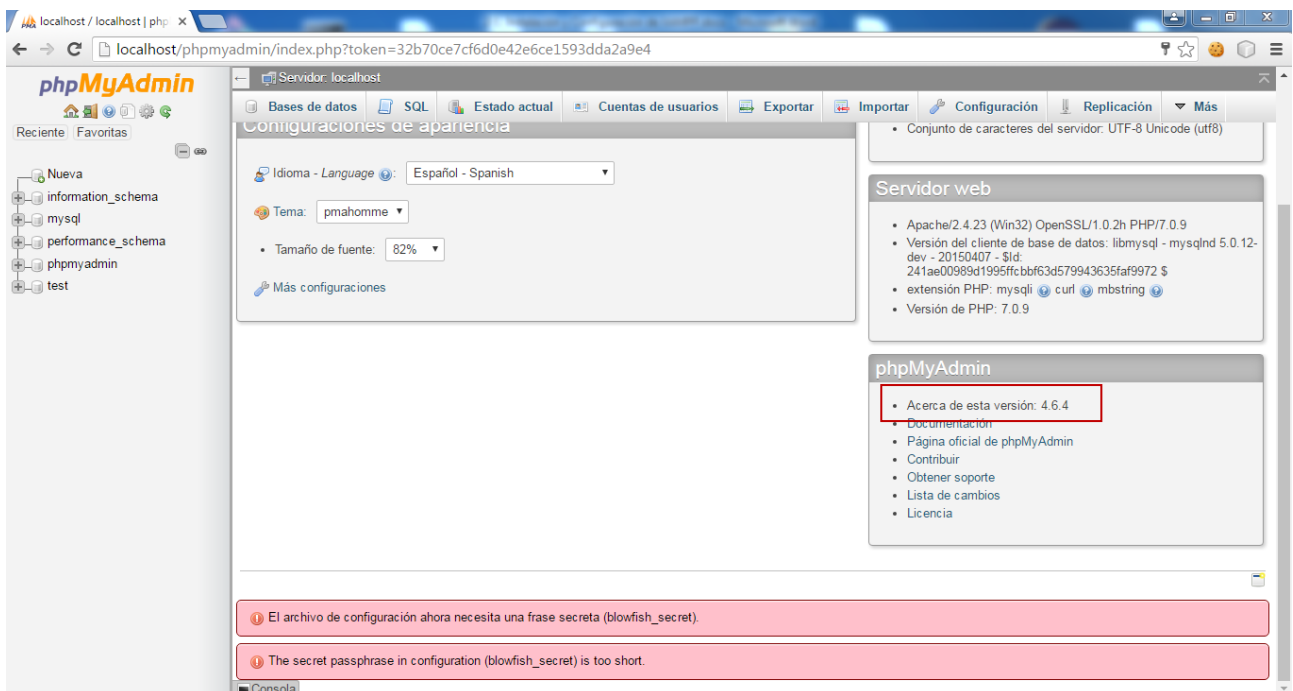 localhost / localhost | php
localhost/phpmyadmin/index.php?token=32b70ce7cf6d0e42e6ce1593dda2a9e4
phpMyAdmin
Reciente Favoritas
Nueva
information_schema
mysql
performance_schema
phpmyadmin
test
Servidor: localhost
Bases de datos SQL Estado actual Cuentas de usuarios Exportar Importar Configuración Replicación Más
Configuraciones de apariencia
Idioma - Language : Español - Spanish
Tema: pmahomme
• Tamaño de fuente: 82%
Más configuraciones
• Conjunto de caracteres del servidor: UTF-8 Unicode (utf8)
Servidor web
• Apache/2.4.23 (Win32) OpenSSL/1.0.2h PHP/7.0.9
• Versión del cliente de base de datos: libmysql - mysqlnd 5.0.12-
dev - 20150407 - $Id:
241ae00989d1995ffcbbf63d579943635faf9972 $
• extensión PHP: mysqli curl mbstring
• Versión de PHP: 7.0.9
phpMyAdmin
• Acerca de esta versión: 4.6.4
• Documentación
• Página oficial de phpMyAdmin
• Contribuir
• Obtener soporte
• Lista de cambios
• Licencia
El archivo de configuración ahora necesita una frase secreta (blowfish_secret).
The secret passphrase in configuration (blowfish_secret) is too short.
Consola